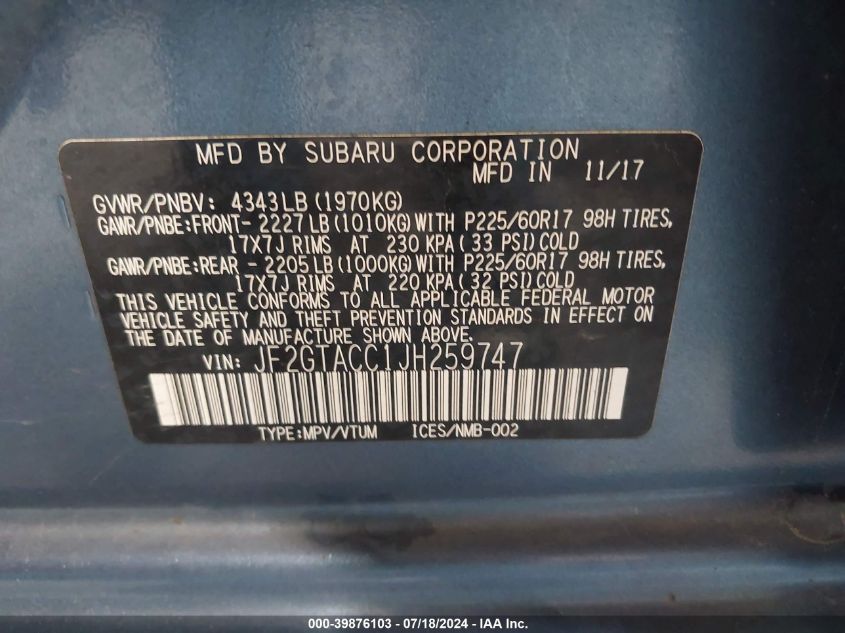 MFD BY SUBARU CORPORATION
MFD IN 11/17
GVWR/PNBV: 4343LB (1970KG)
GAWR/PNBE:FRONT- 2227LB(1010KG)WITH P225/60R17 98H TIRES,
17X7J RIMS AT 230 KPA( 33 PSI)COLD
GAWR/PNBE:REAR - 2205LB(1000KG)WITH P225/60R17 98H TIRES,
17X7J RIMS AT 220 KPA( 32 PSI)COLD
THIS VEHICLE CONFORMS TO ALL APPLICABLE FEDERAL MOTOR
VEHICLE SAFETY AND THEFT PREVENTION STANDARDS IN EFFECT ON
THE DATE OF MANUFACTURE SHOWN ABOVE.
VIN: JF2GTACC1JH259747
TYPE:MPV/VTUM ICES/NMB-002
000-39876103 - 07/18/2024 - IAA, Inc.